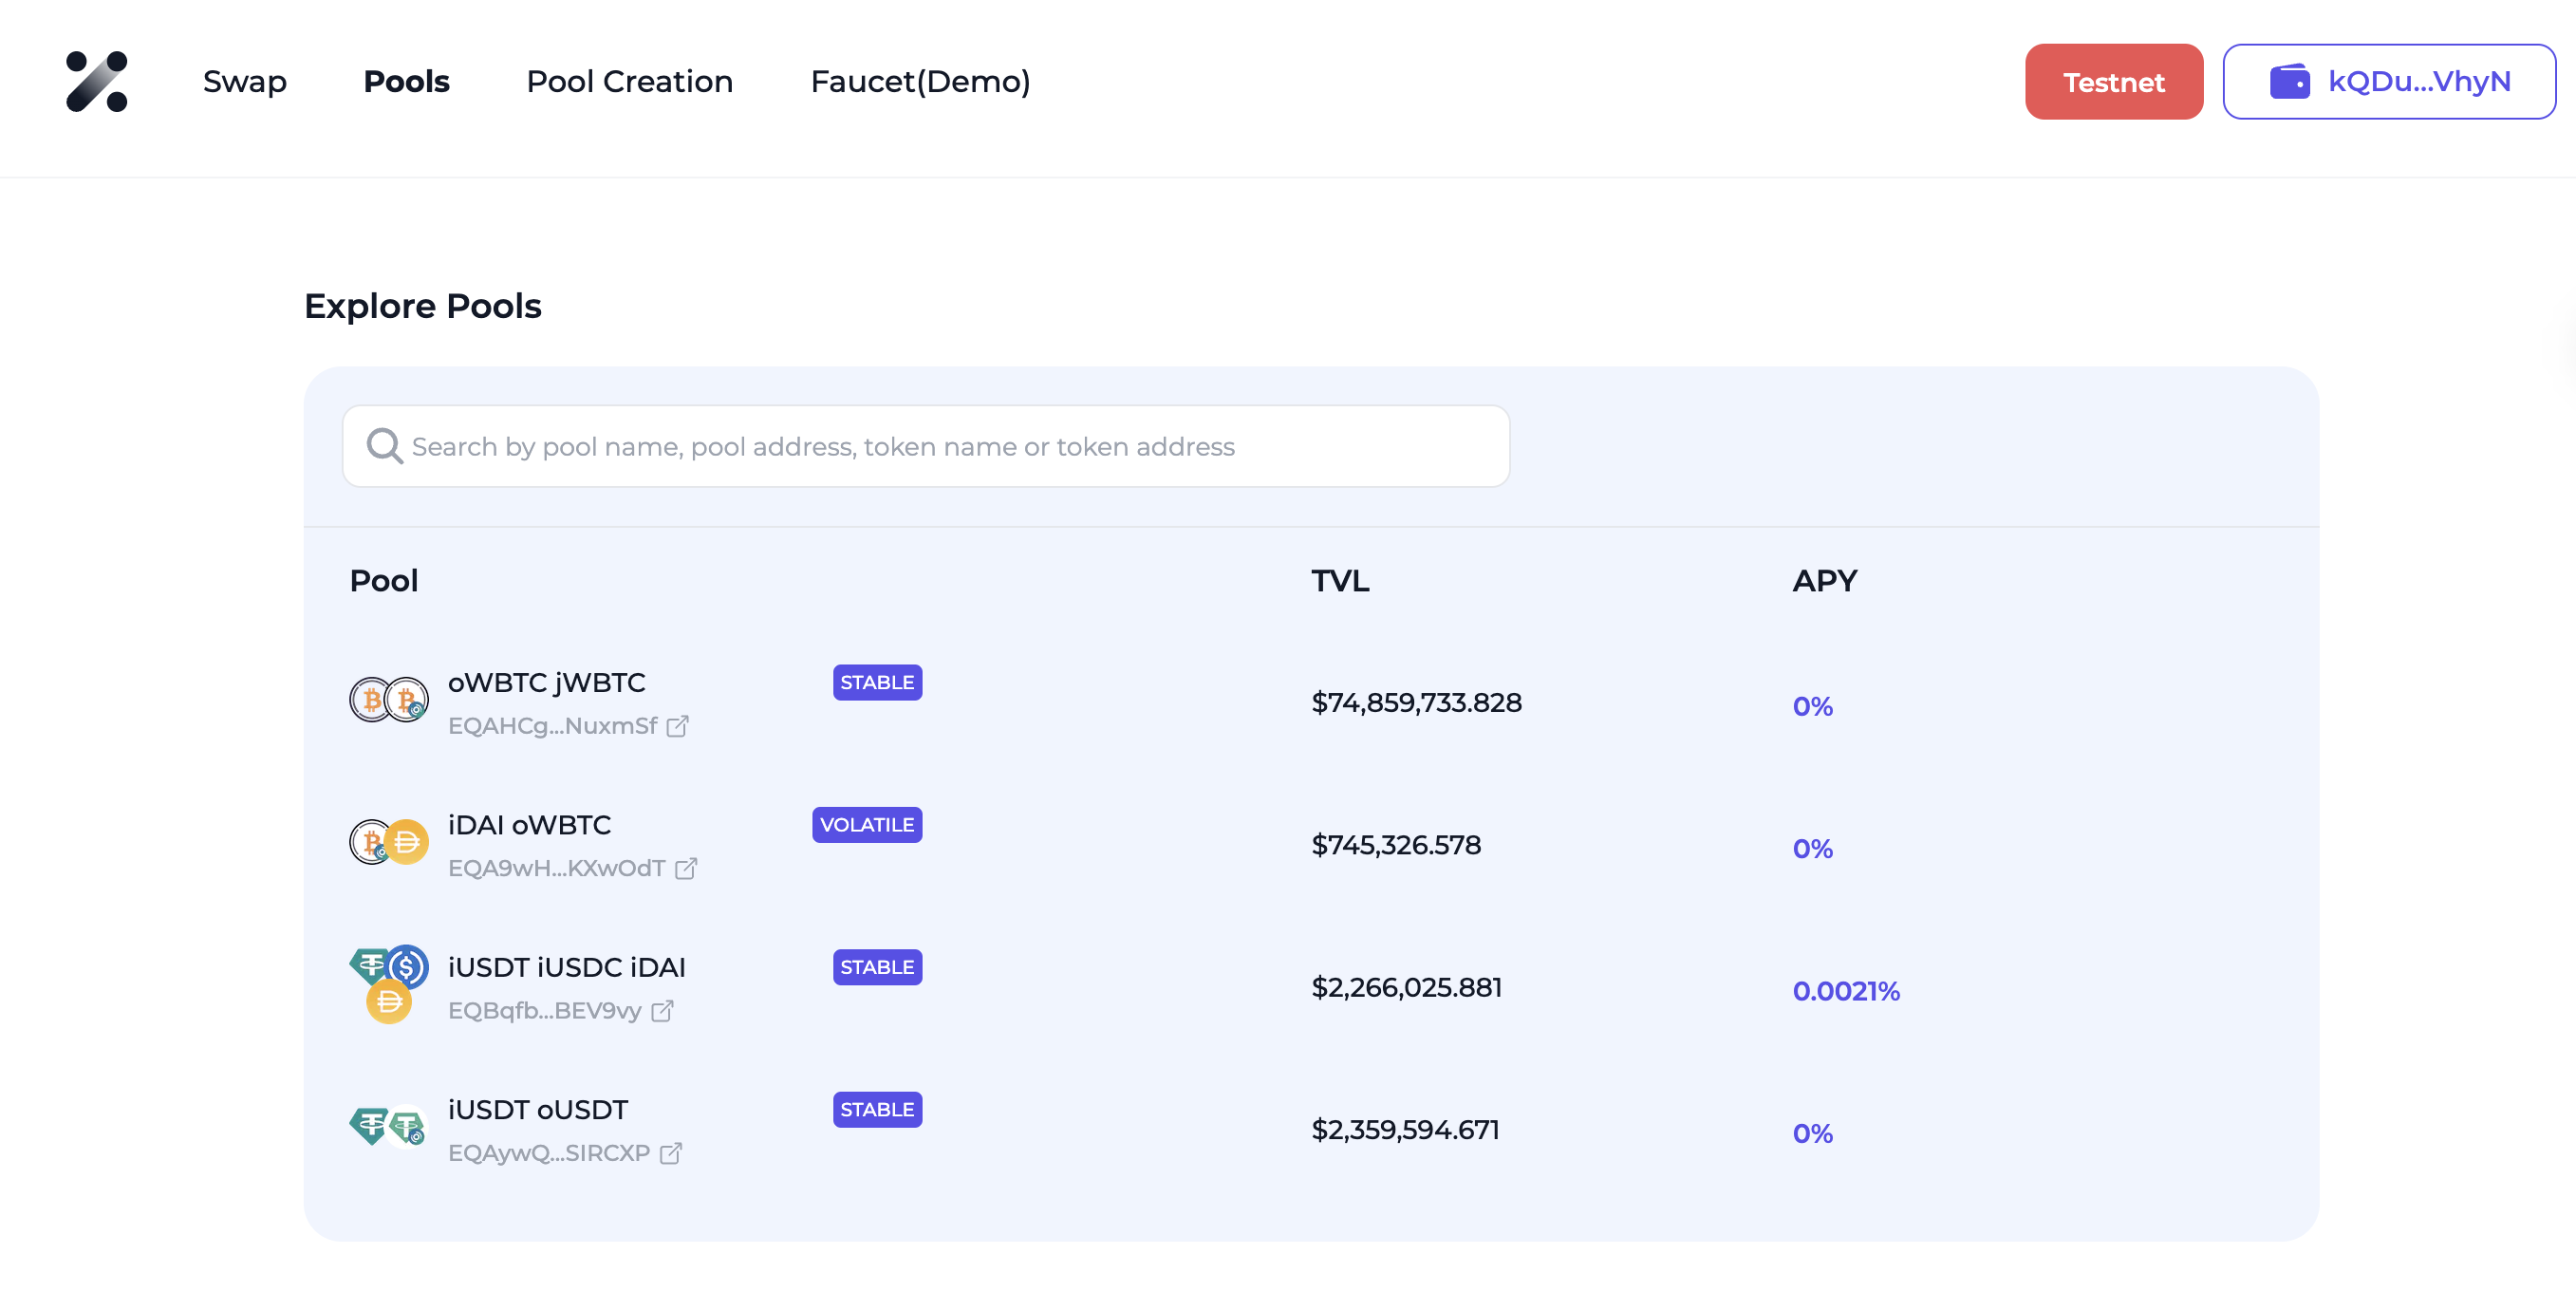 Swap Pools Pool Creation Faucet(Demo) Testnet kQDu...VhyN
Explore Pools
Search by pool name, pool address, token name or token address
Pool TVL APY
oWBTC jWBTC STABLE $74,859,733.828 0%
EQAHCg...NuxmSf
iDAI oWBTC VOLATILE $745,326.578 0%
EQA9wH...KXwOdT
iUSDT iUSDC iDAI STABLE $2,266,025.881 0.0021%
EQBqfb...BEV9vy
iUSDT oUSDT STABLE $2,359,594.671 0%
EQAywQ...SIRCXP